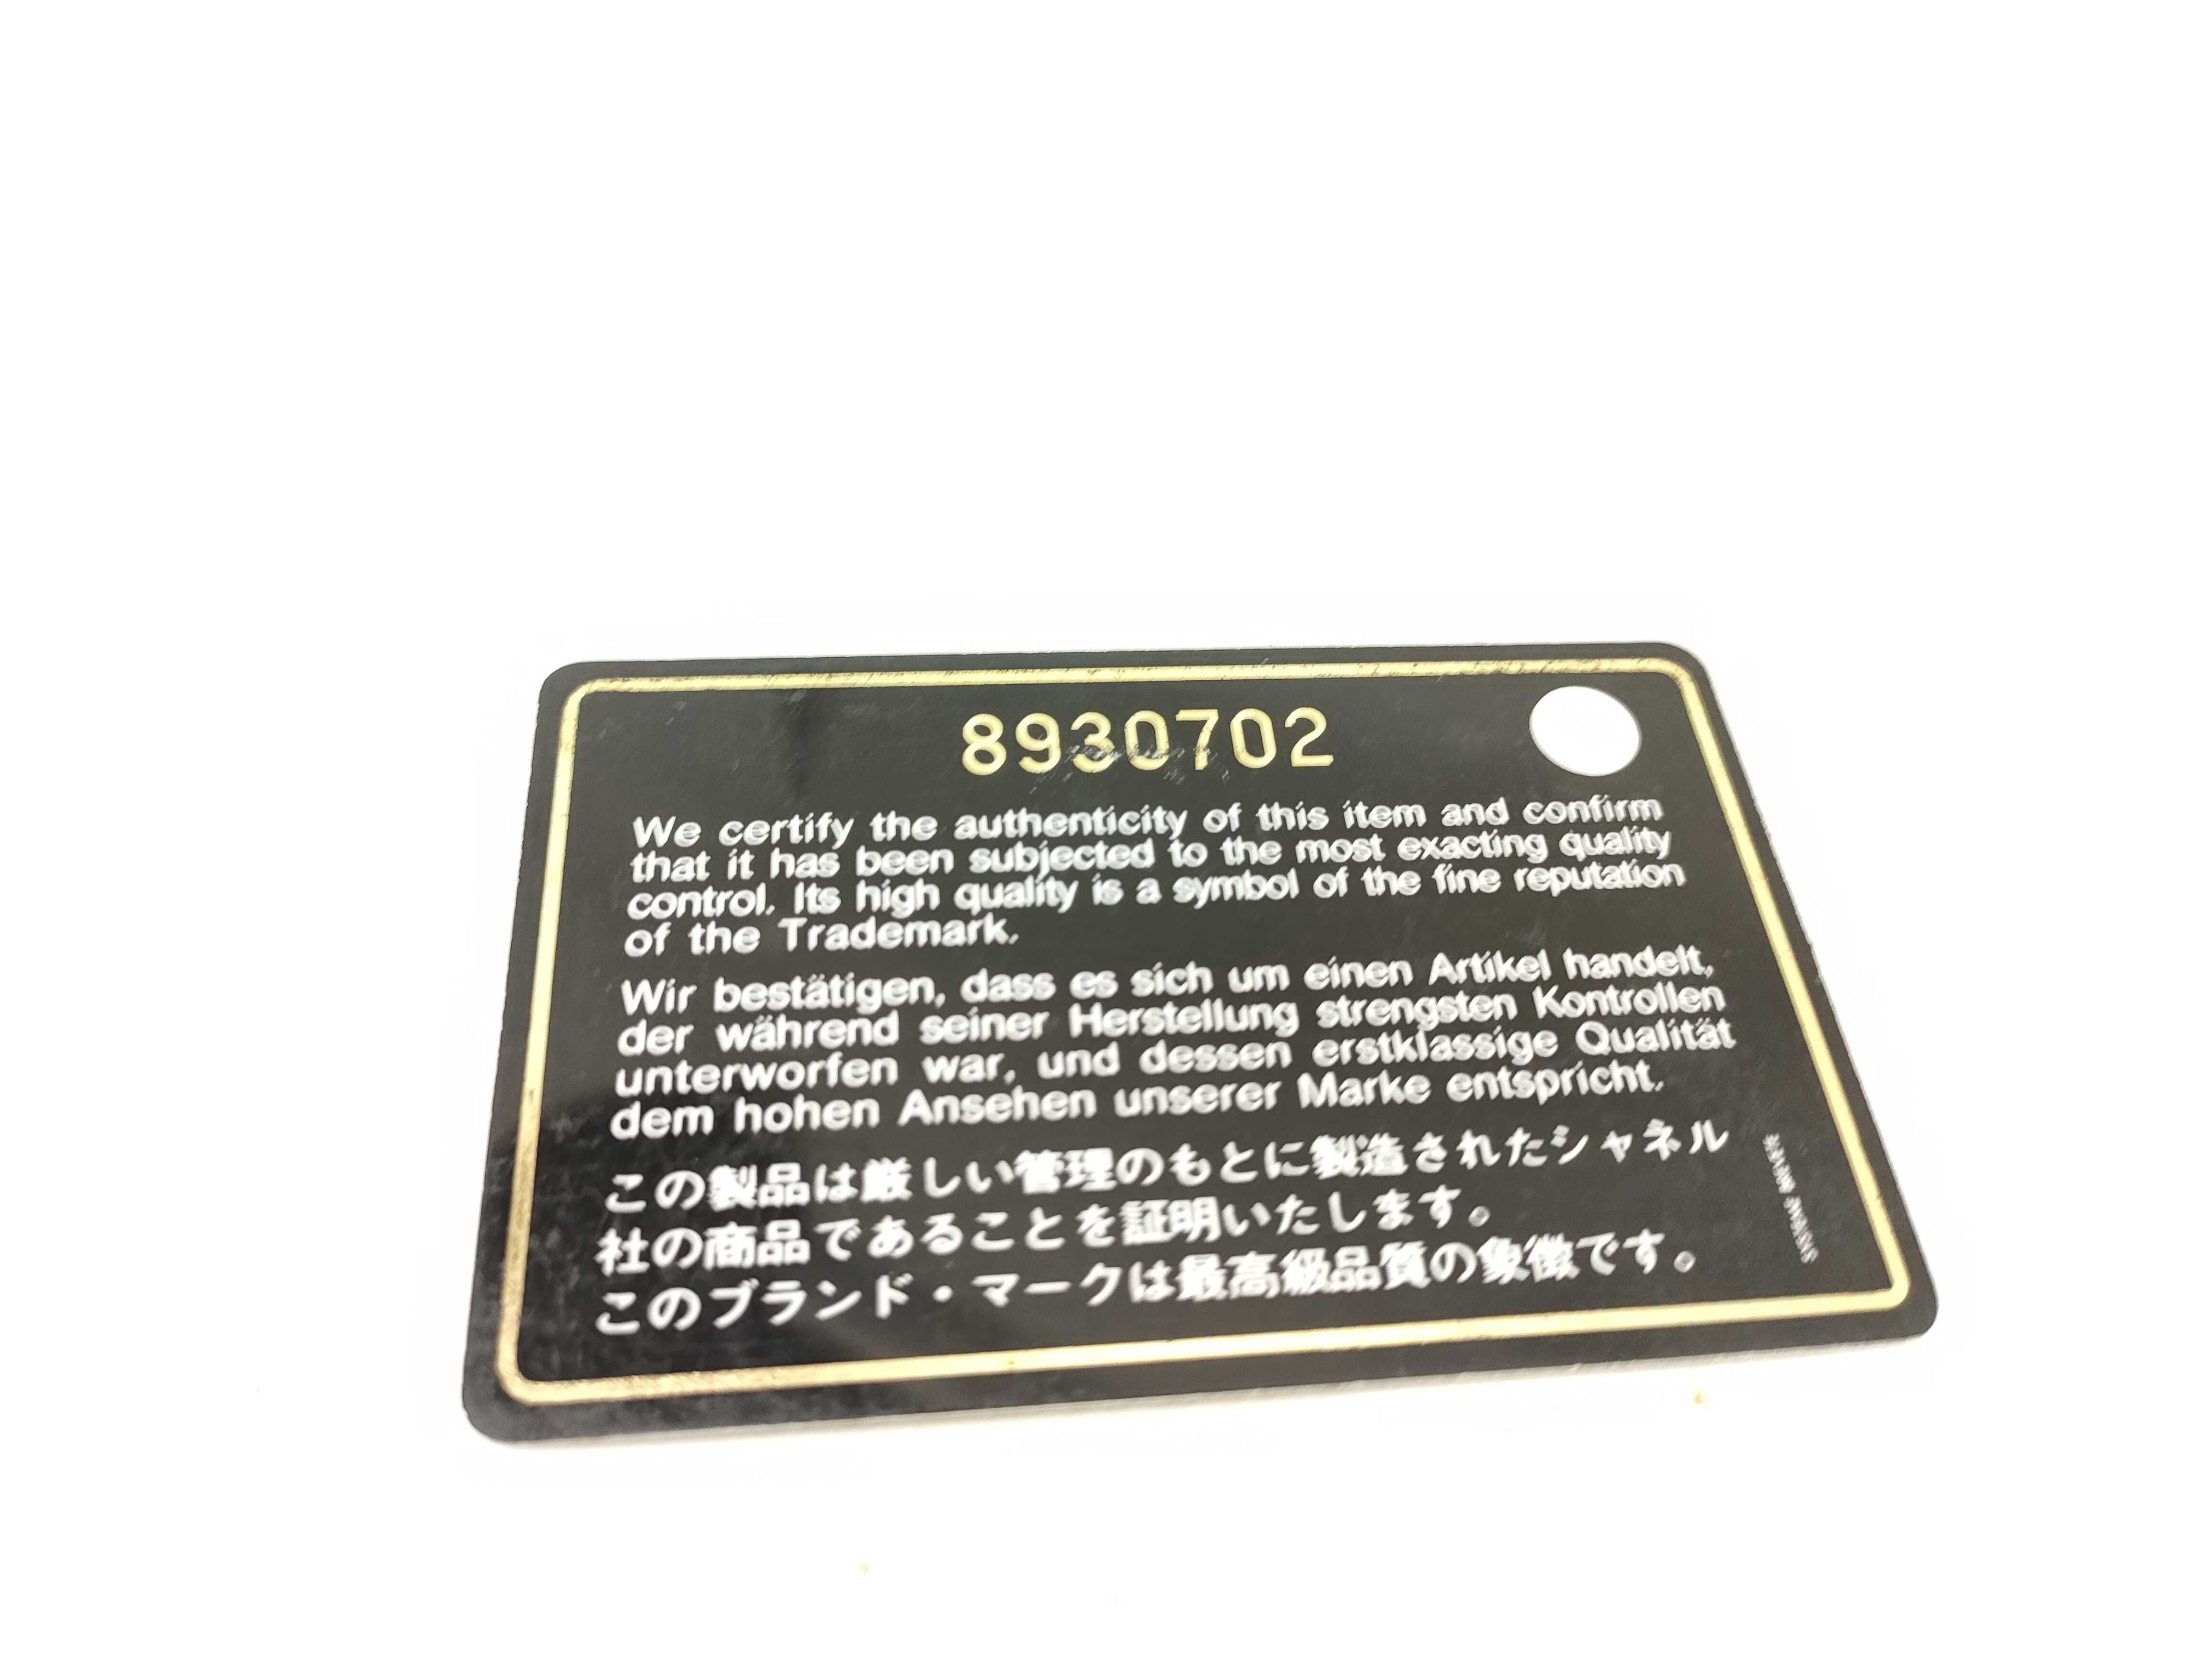 8930702
We certify the authenticity of this item and confirm
that it has been subjected to the most exacting quality
control. Its high quality is a symbol of the fine reputation
of the Trademark.
Wir bestätigen, dass es sich um einen Artikel handelt,
der während seiner Herstellung strengsten Kontrollen
unterworfen war, und dessen erstklassige Qualität
dem hohen Ansehen unserer Marke entspricht.
この製品は厳しい管理のもとに製造されたシャネル
社の商品であることを証明いたします。
このブランド・マークは最高級品質の象徴です。